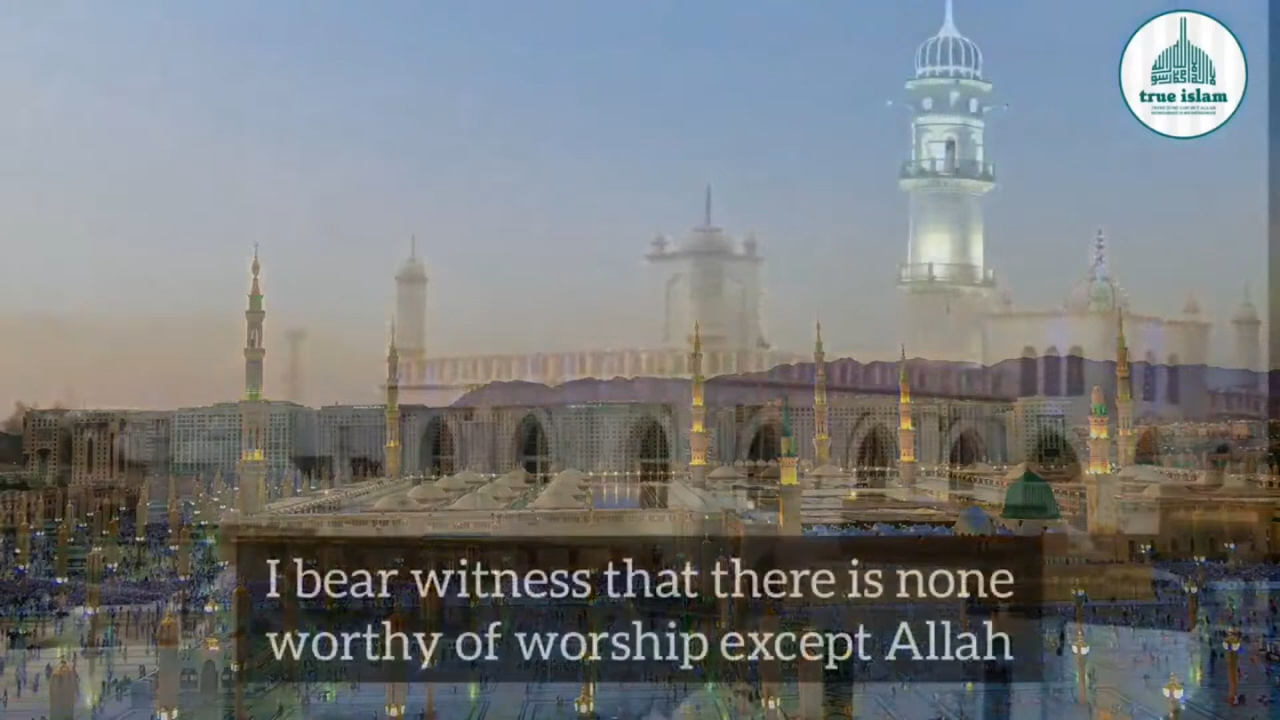 true islam
I bear witness that there is none
worthy of worship except Allah